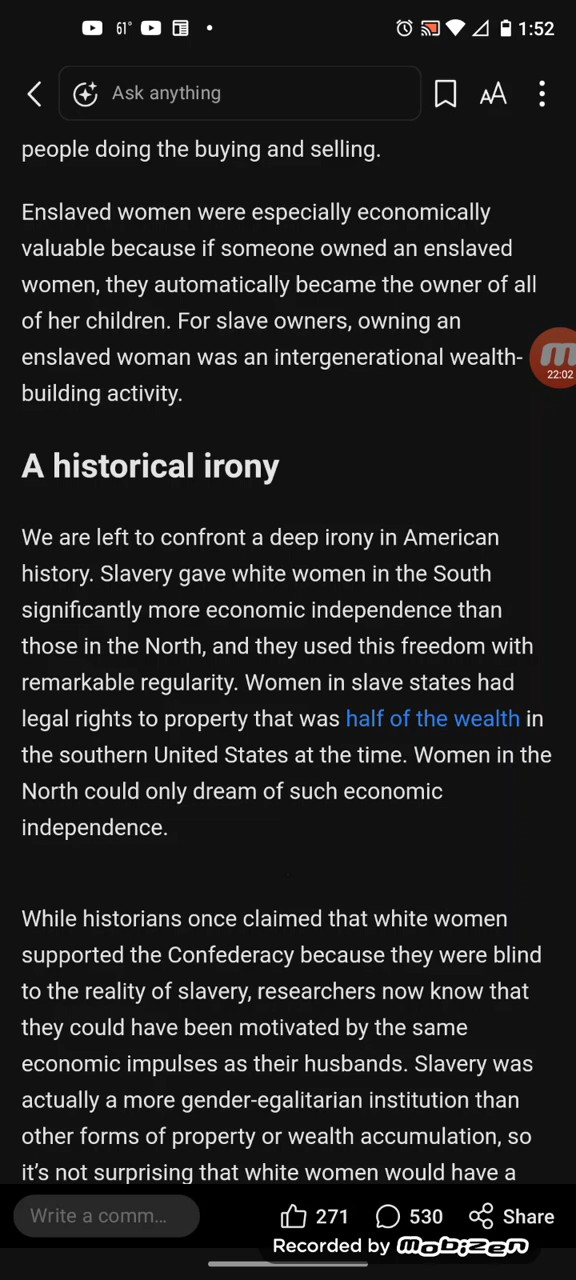 61° 1:52
Ask anything AA
people doing the buying and selling.
Enslaved women were especially economically
valuable because if someone owned an enslaved
women, they automatically became the owner of all
of her children. For slave owners, owning an
enslaved woman was an intergenerational wealth-
building activity.
m
22:02
A historical irony
We are left to confront a deep irony in American
history. Slavery gave white women in the South
significantly more economic independence than
those in the North, and they used this freedom with
remarkable regularity. Women in slave states had
legal rights to property that was half of the wealth in
the southern United States at the time. Women in the
North could only dream of such economic
independence.
While historians once claimed that white women
supported the Confederacy because they were blind
to the reality of slavery, researchers now know that
they could have been motivated by the same
economic impulses as their husbands. Slavery was
actually a more gender-egalitarian institution than
other forms of property or wealth accumulation, so
it's not surprising that white women would have a
Write a comm... 271 530 Share
Recorded by mobizen